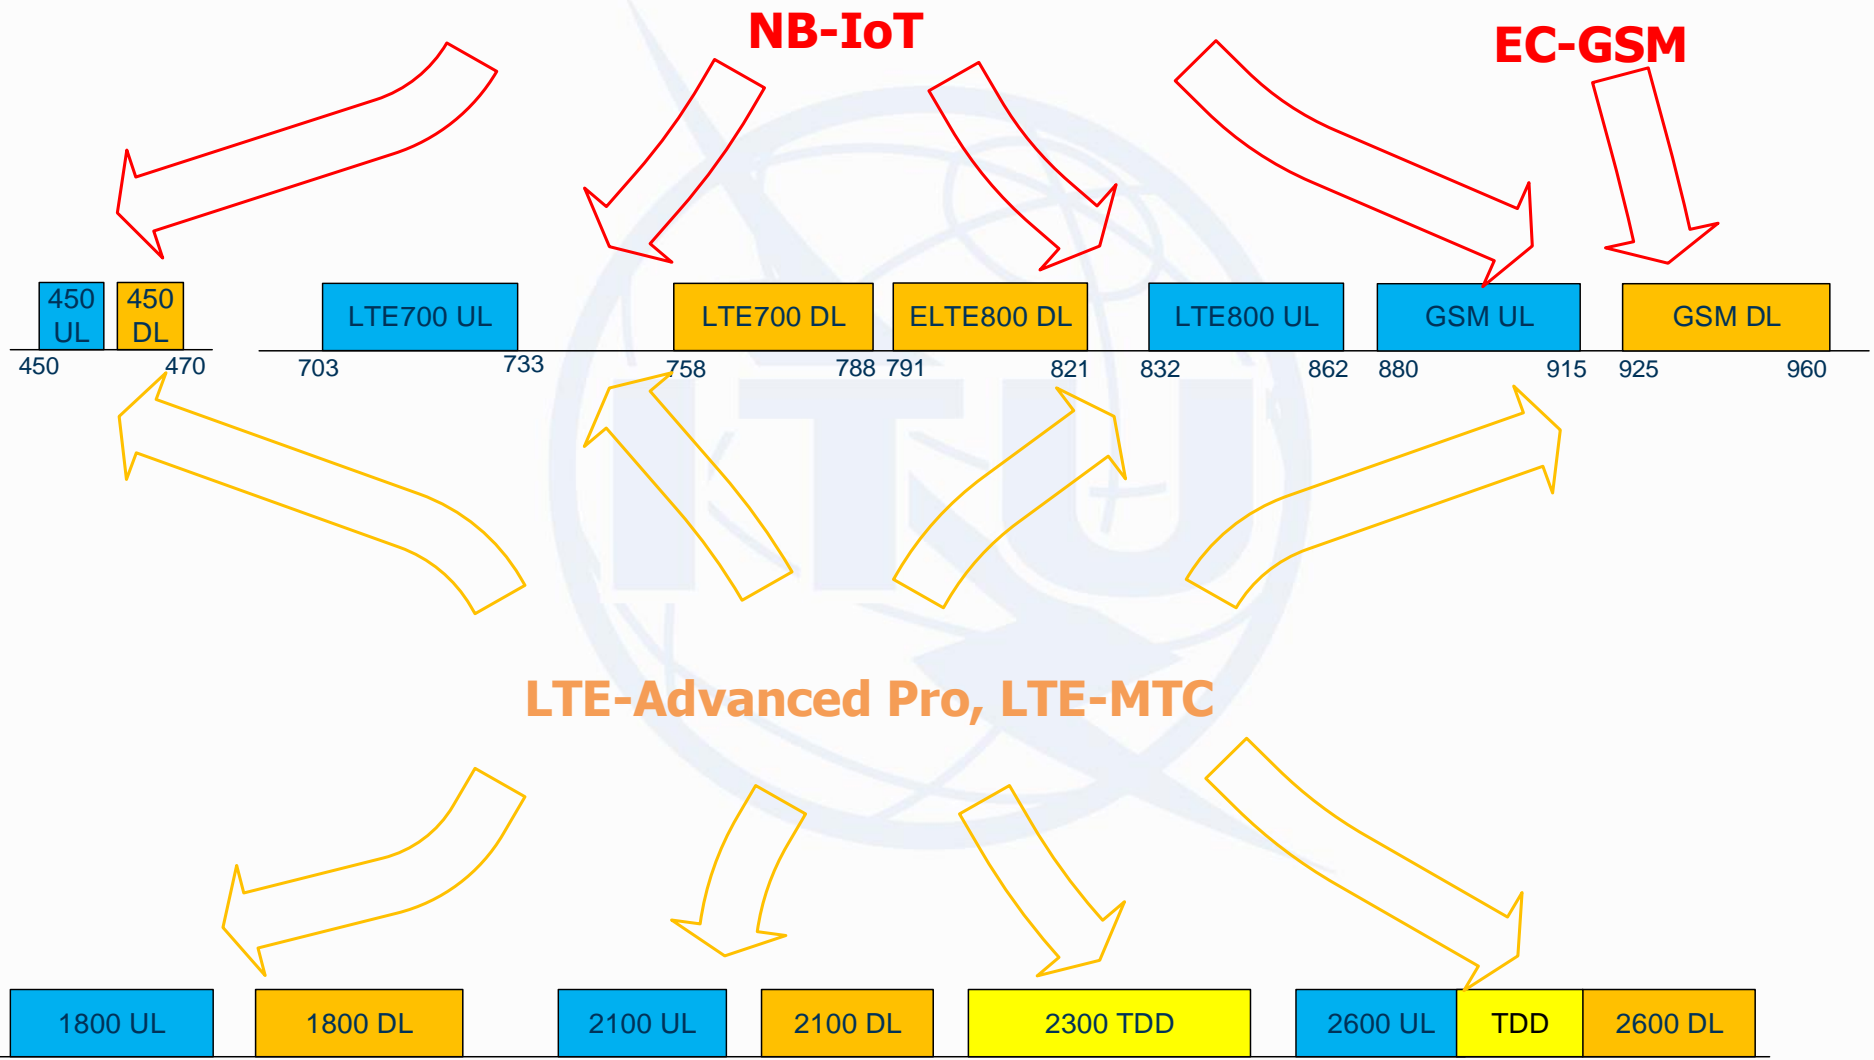 NB-IoT
EC-GSM
450
UL
450
DL
LTE700 UL
LTE700 DL
ELTE800 DL
LTE800 UL
GSM UL
GSM DL
450
470
703
733
758
788
791
821
832
862
880
915
925
960
ITU
LTE-Advanced Pro, LTE-MTC
1800 UL
1800 DL
2100 UL
2100 DL
2300 TDD
2600 UL
TDD
2600 DL